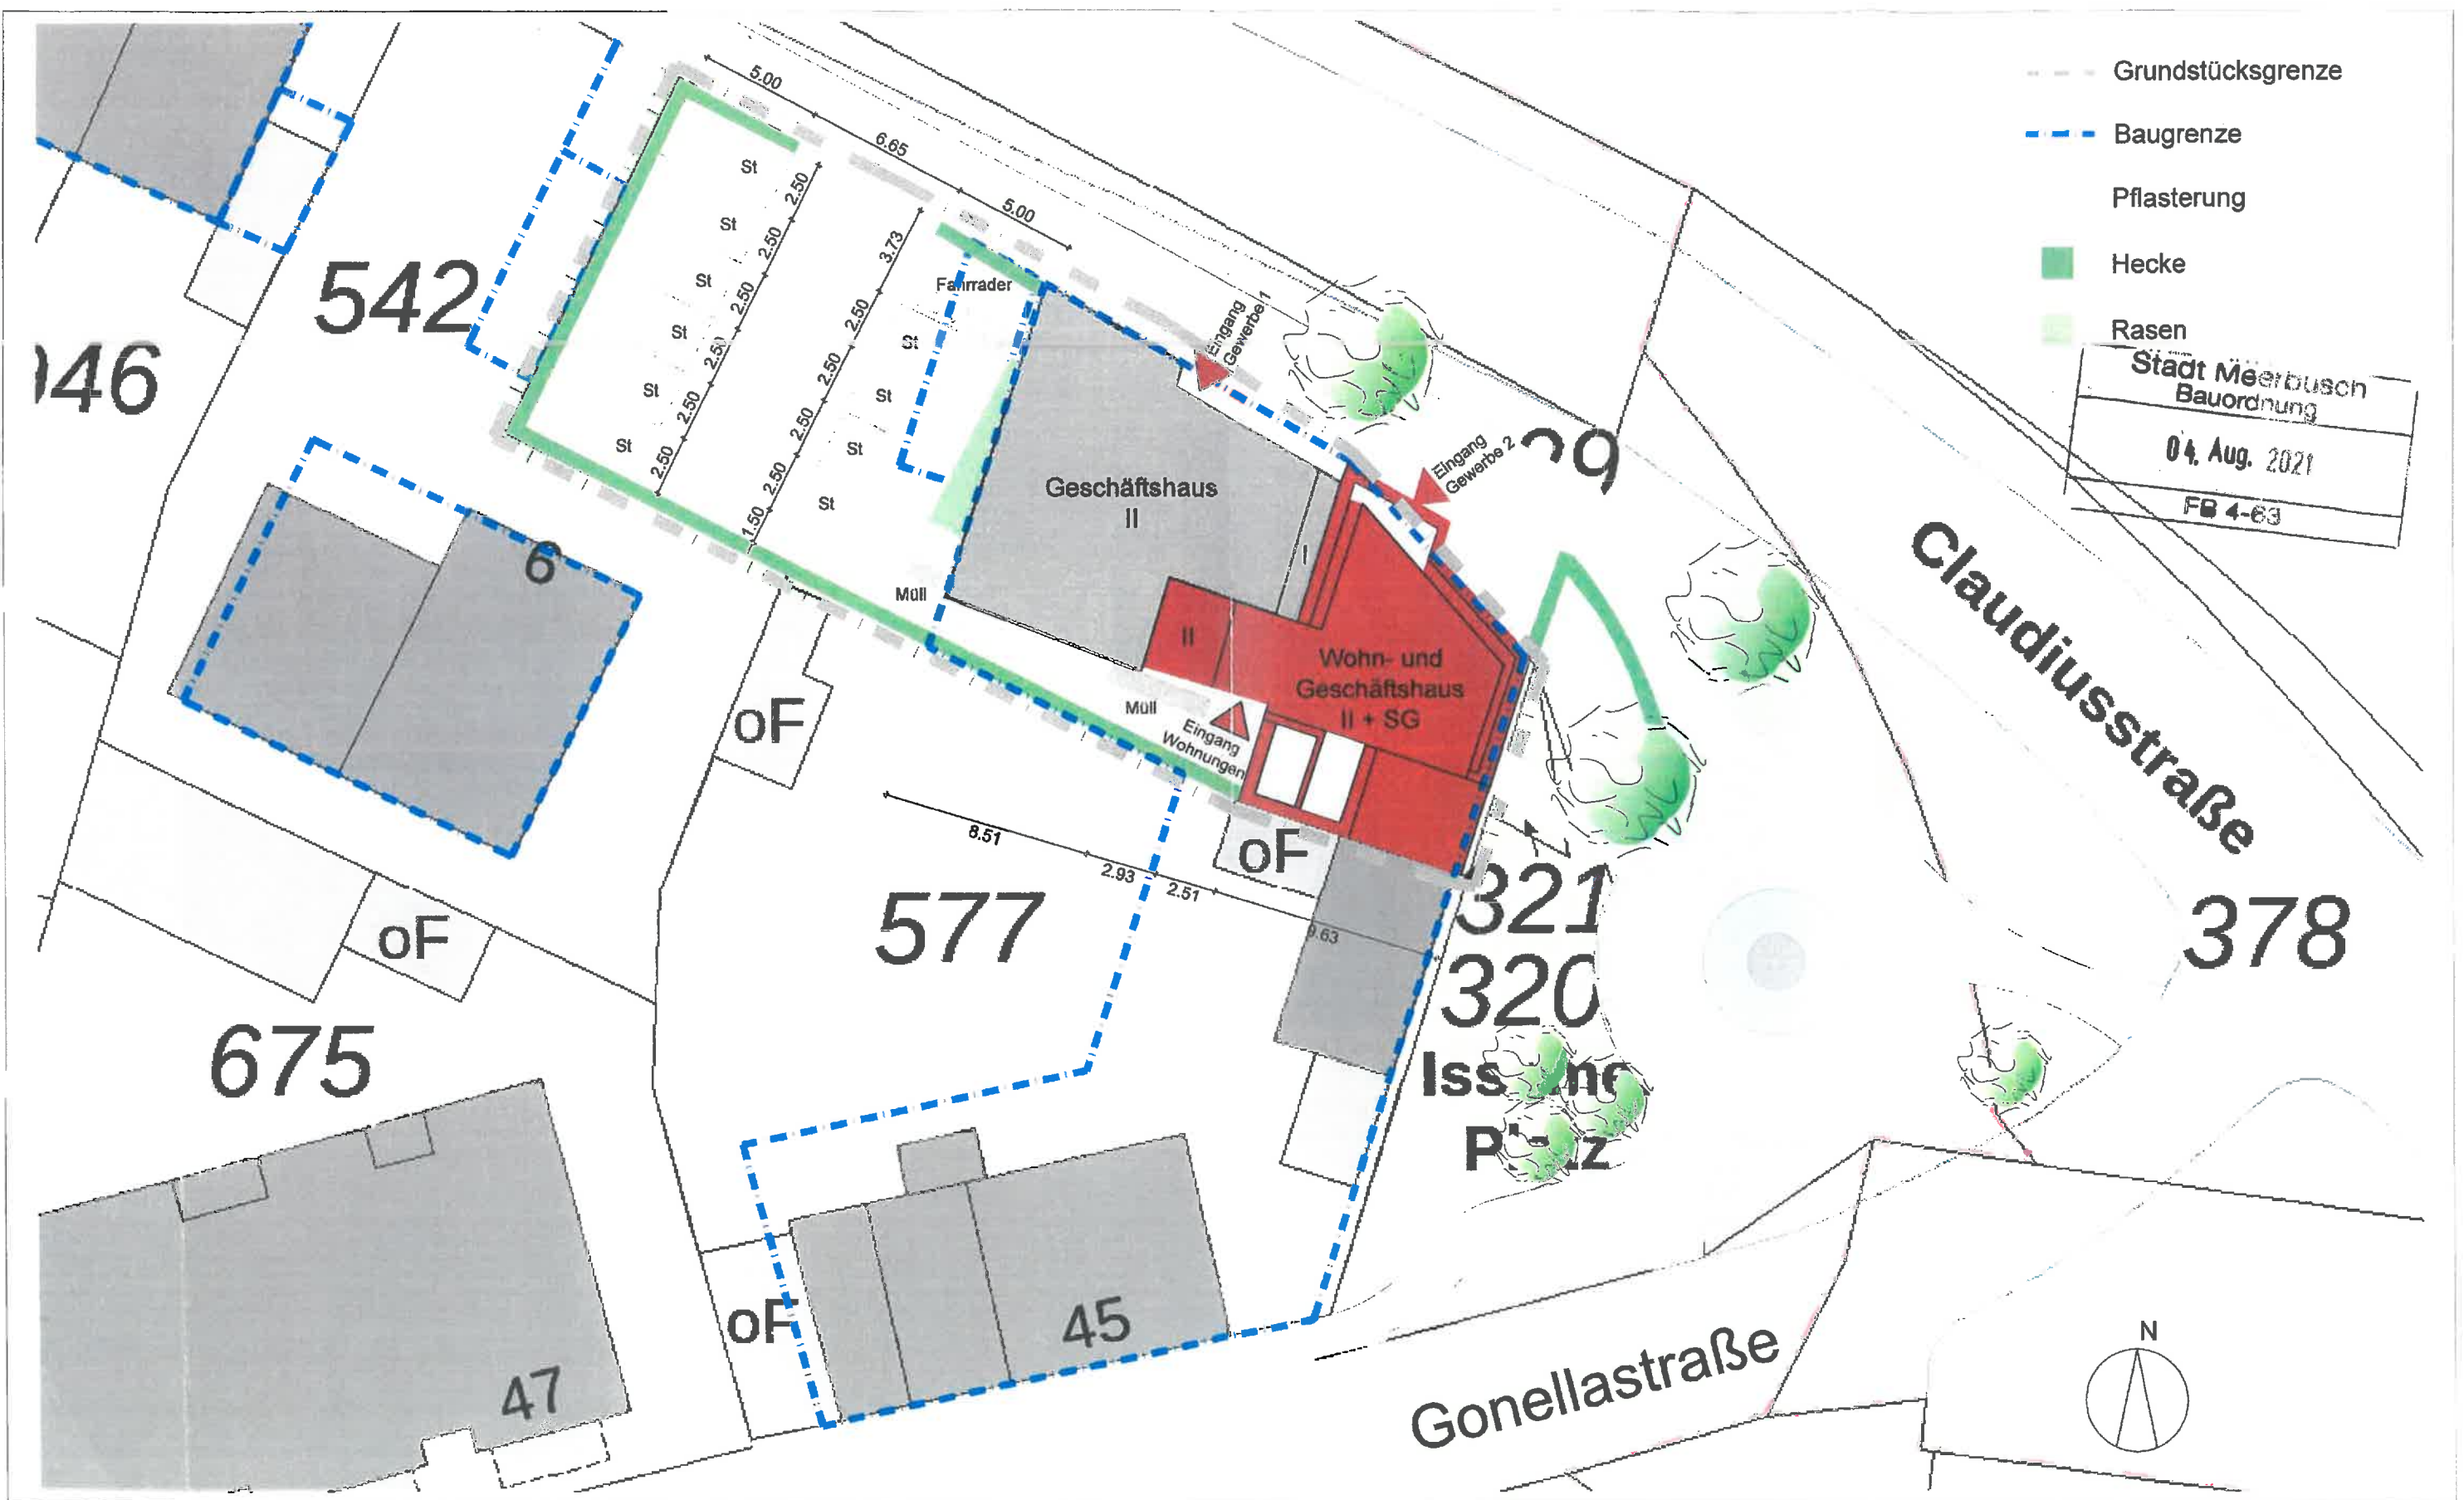 Grundstücksgrenze
Baugrenze
Pflasterung
Hecke
Rasen
Stadt Meerbusch
Bauordnung
04. Aug. 2021
FB 4-63
5.00
6.65
5.00
St
St
St
St
St
St
2.50
2.50
2.50
2.50
2.50
2.50
3.73
2.50
2.50
2.50
2.50
1.50
Fahrräder
St
St
St
St
Eingang
Gewerbe 1
Eingang
Gewerbe 2
542
6
Geschäftshaus
II
I
II
Wohn- und
Geschäftshaus
II + SG
Müll
Müll
Eingang
Wohnungen
oF
oF
oF
oF
8.51
2.93
2.51
9.63
577
675
321
320
378
Claudiusstraße
Gonellastraße
45
47
N